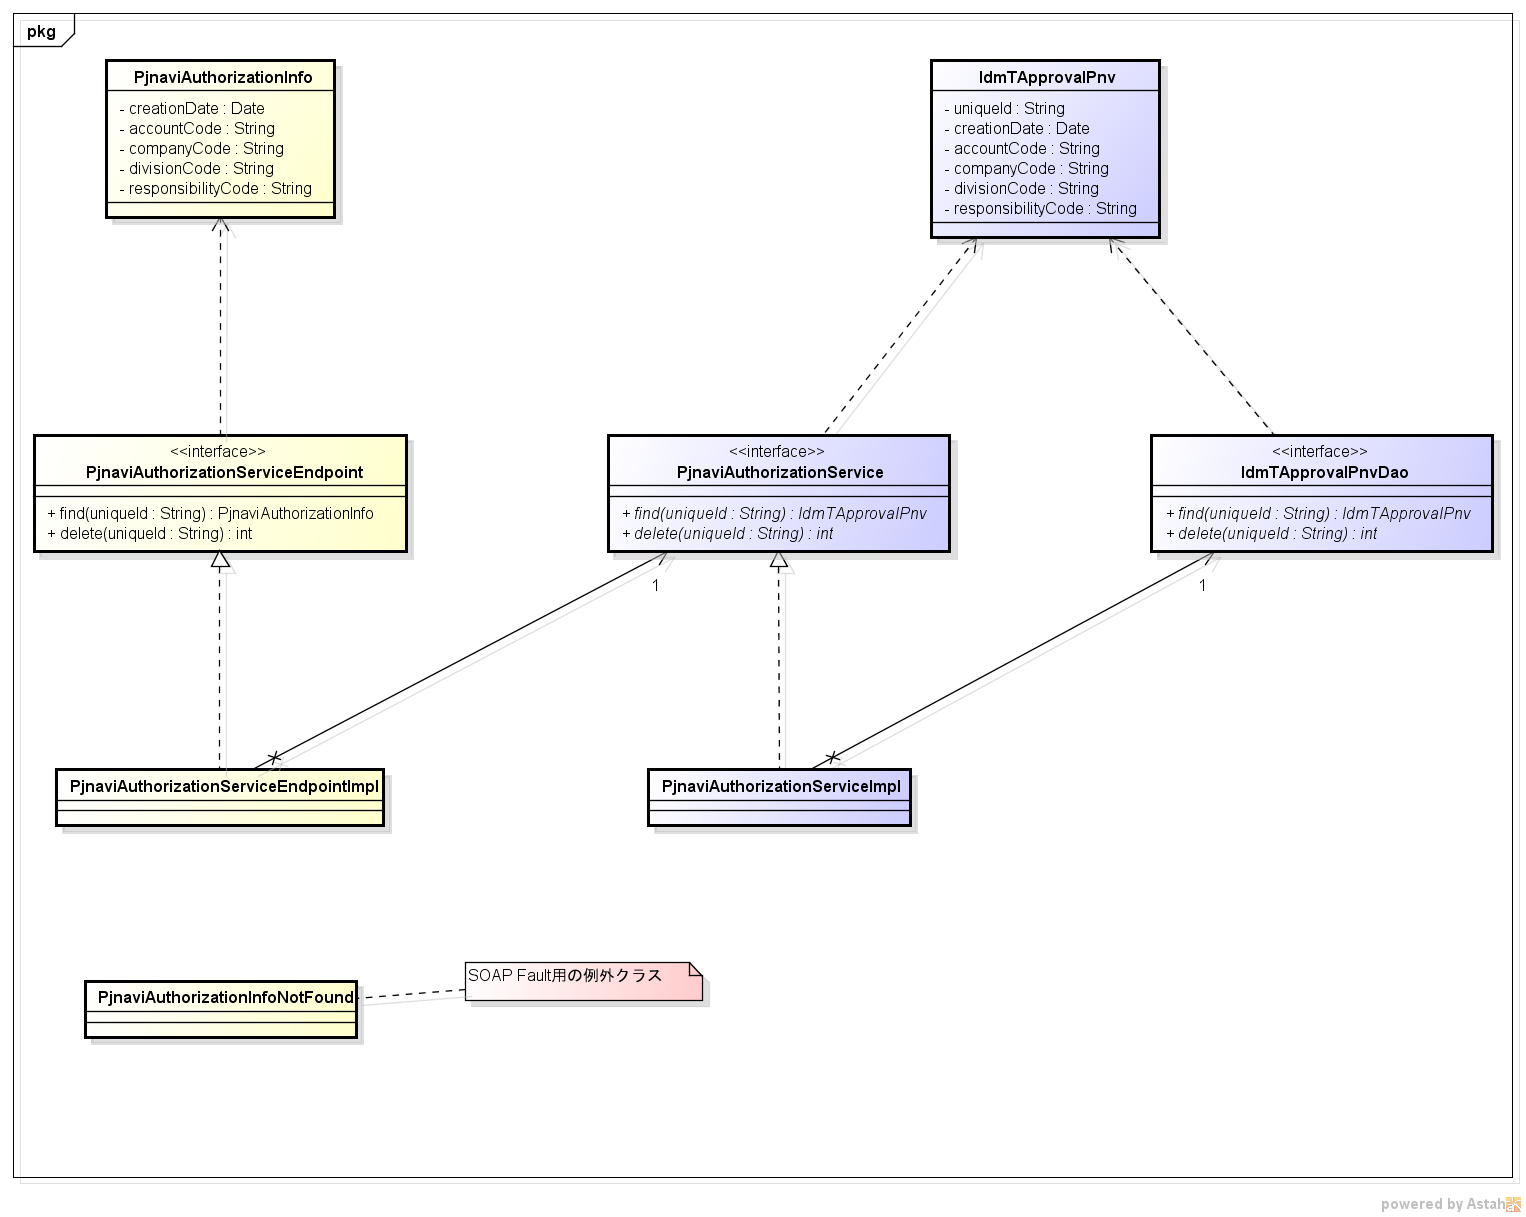 pkg
PjnaviAuthorizationInfo
- creationDate : Date
- accountCode : String
- companyCode : String
- divisionCode : String
- responsibilityCode : String
IdmTApprovalPnv
- uniqueId : String
- creationDate : Date
- accountCode : String
- companyCode : String
- divisionCode : String
- responsibilityCode : String
<<interface>>
PjnaviAuthorizationServiceEndpoint
+ find(uniqueId : String) : PjnaviAuthorizationInfo
+ delete(uniqueId : String) : int
<<interface>>
PjnaviAuthorizationService
+ find(uniqueId : String) : IdmTApprovalPnv
+ delete(uniqueId : String) : int
<<interface>>
IdmTApprovalPnvDao
+ find(uniqueId : String) : IdmTApprovalPnv
+ delete(uniqueId : String) : int
1
1
PjnaviAuthorizationServiceEndpointImpl
PjnaviAuthorizationServiceImpl
SOAP Fault用の例外クラス
PjnaviAuthorizationInfoNotFound
powered by Astah